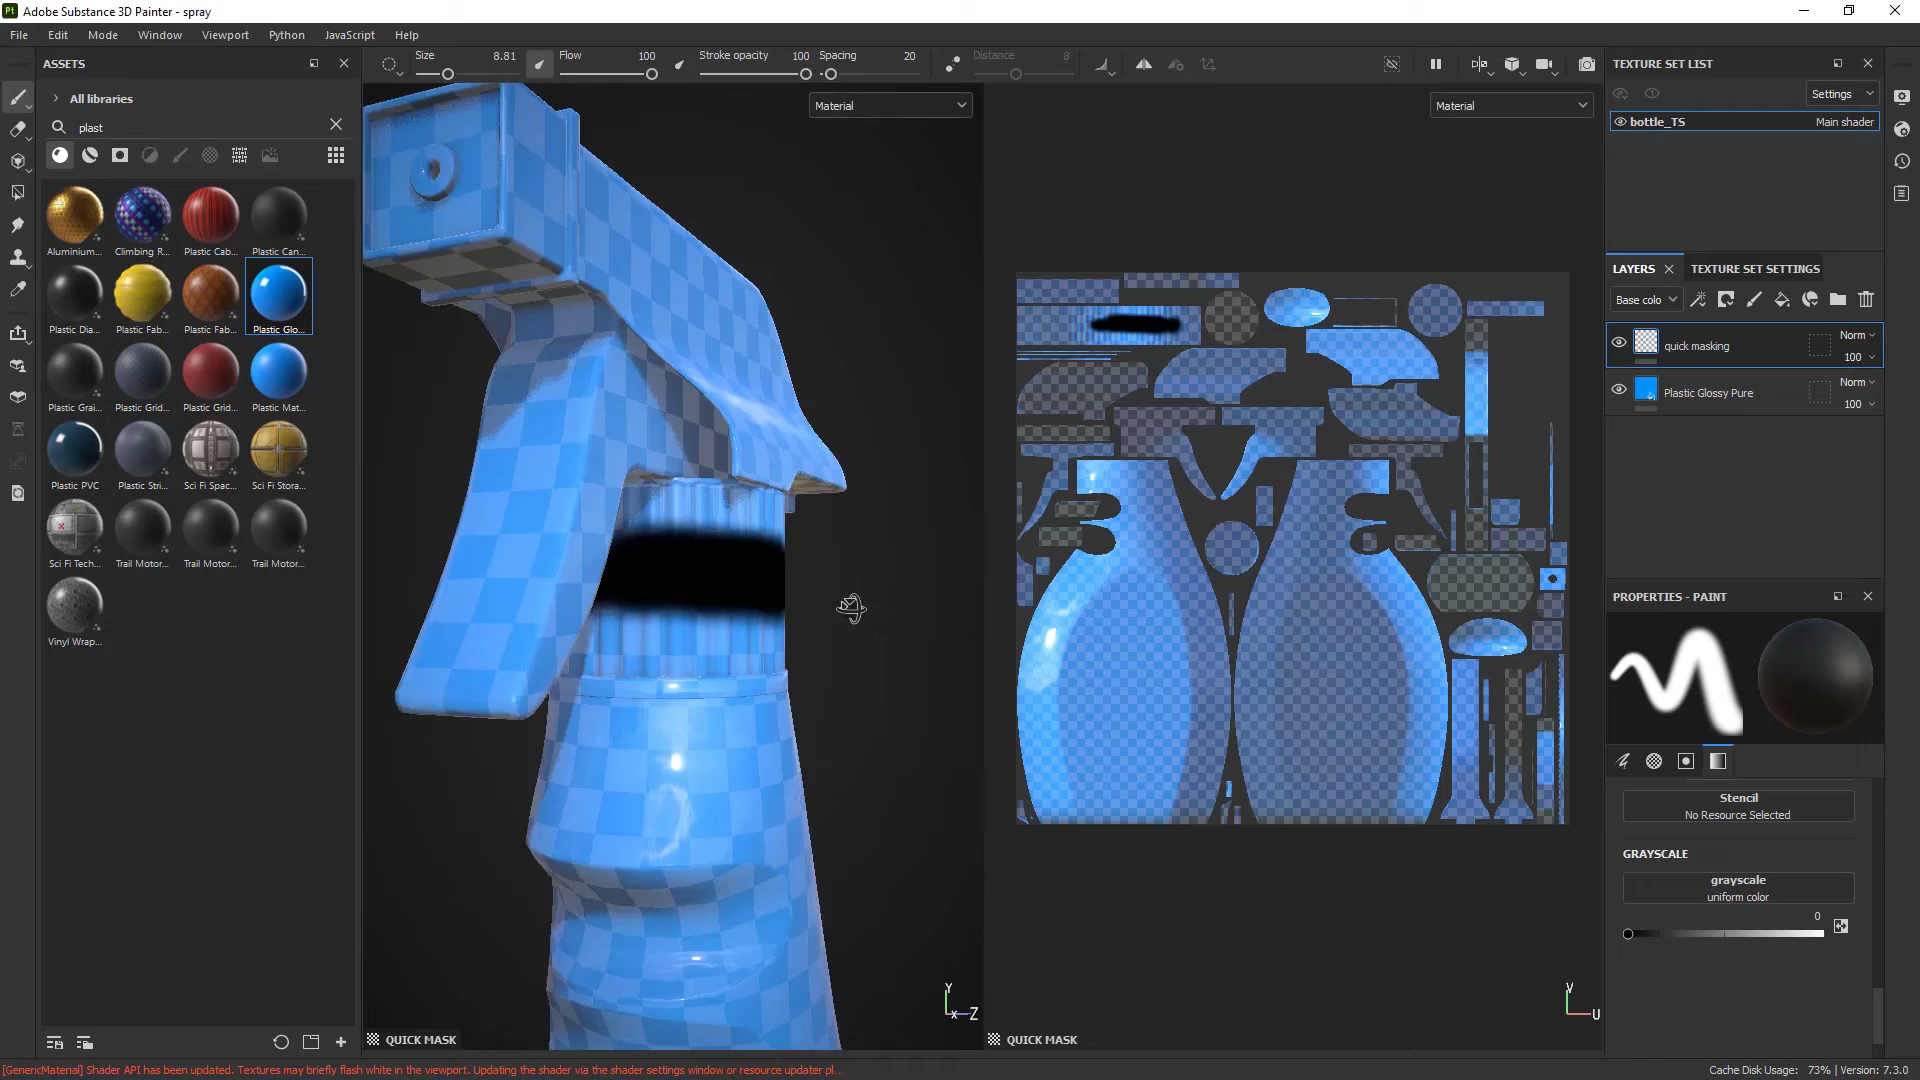 Pt Adobe Substance 3D Painter - spray
File Edit Mode Window Viewport Python JavaScript Help
ASSETS
Size 8.81 Flow 100 Stroke opacity 100 Spacing 20 Distance 8
TEXTURE SET LIST
All libraries
Settings
plast
Material
Material
bottle_TS Main shader
Aluminium... Climbing R... Plastic Cab... Plastic Can...
Plastic Dia... Plastic Fab... Plastic Fab... Plastic Glo...
Plastic Grai... Plastic Grid... Plastic Grid... Plastic Mat...
Plastic PVC Plastic Stri... Sci Fi Spac... Sci Fi Stora...
Sci Fi Tech... Trail Motor... Trail Motor... Trail Motor...
Vinyl Wrap...
LAYERS TEXTURE SET SETTINGS
Base colo
quick masking Norm
100
Plastic Glossy Pure Norm
100
PROPERTIES - PAINT
Stencil
No Resource Selected
GRAYSCALE
grayscale
uniform color
0
Y
X Z
V
U
QUICK MASK
QUICK MASK
[GenericMaterial] Shader API has been updated. Textures may briefly flash white in the viewport. Updating the shader via the shader settings window or resource updater pl...
Cache Disk Usage: 73% | Version: 7.3.0